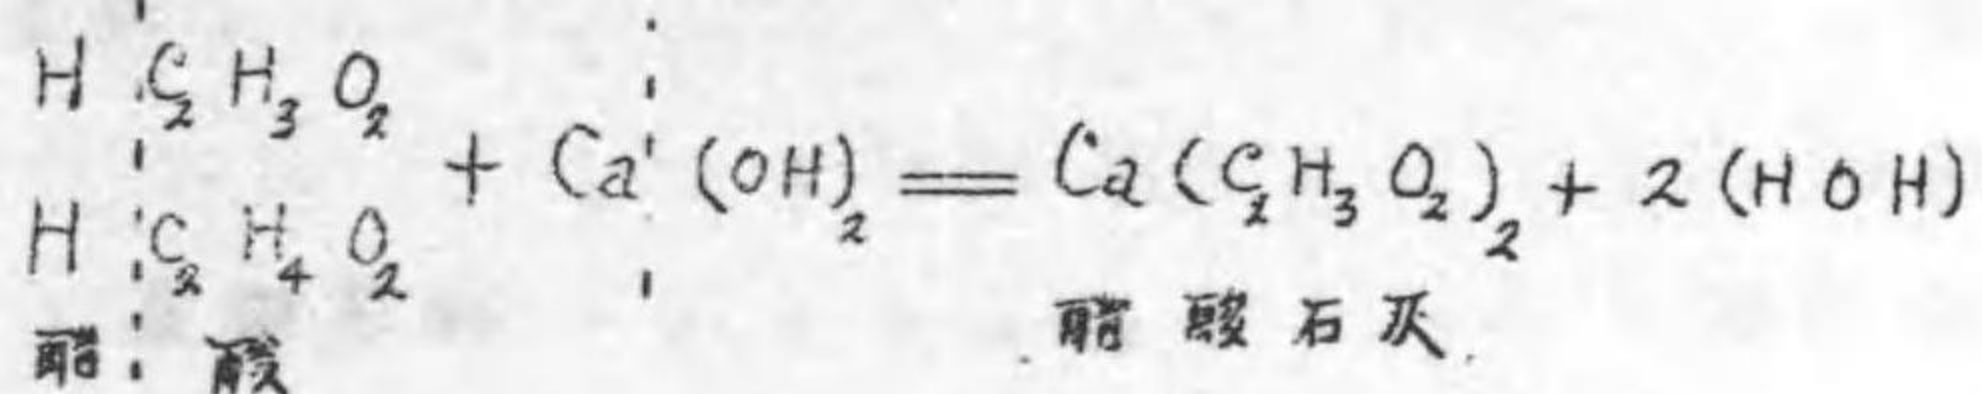 H C₂ H₃ O₂
H C₂ H₄ O₂
+ Ca (OH)₂ = Ca (C₂ H₃ O₂)₂ + 2 (H O H)
醋 酸
醋 酸 石 灰